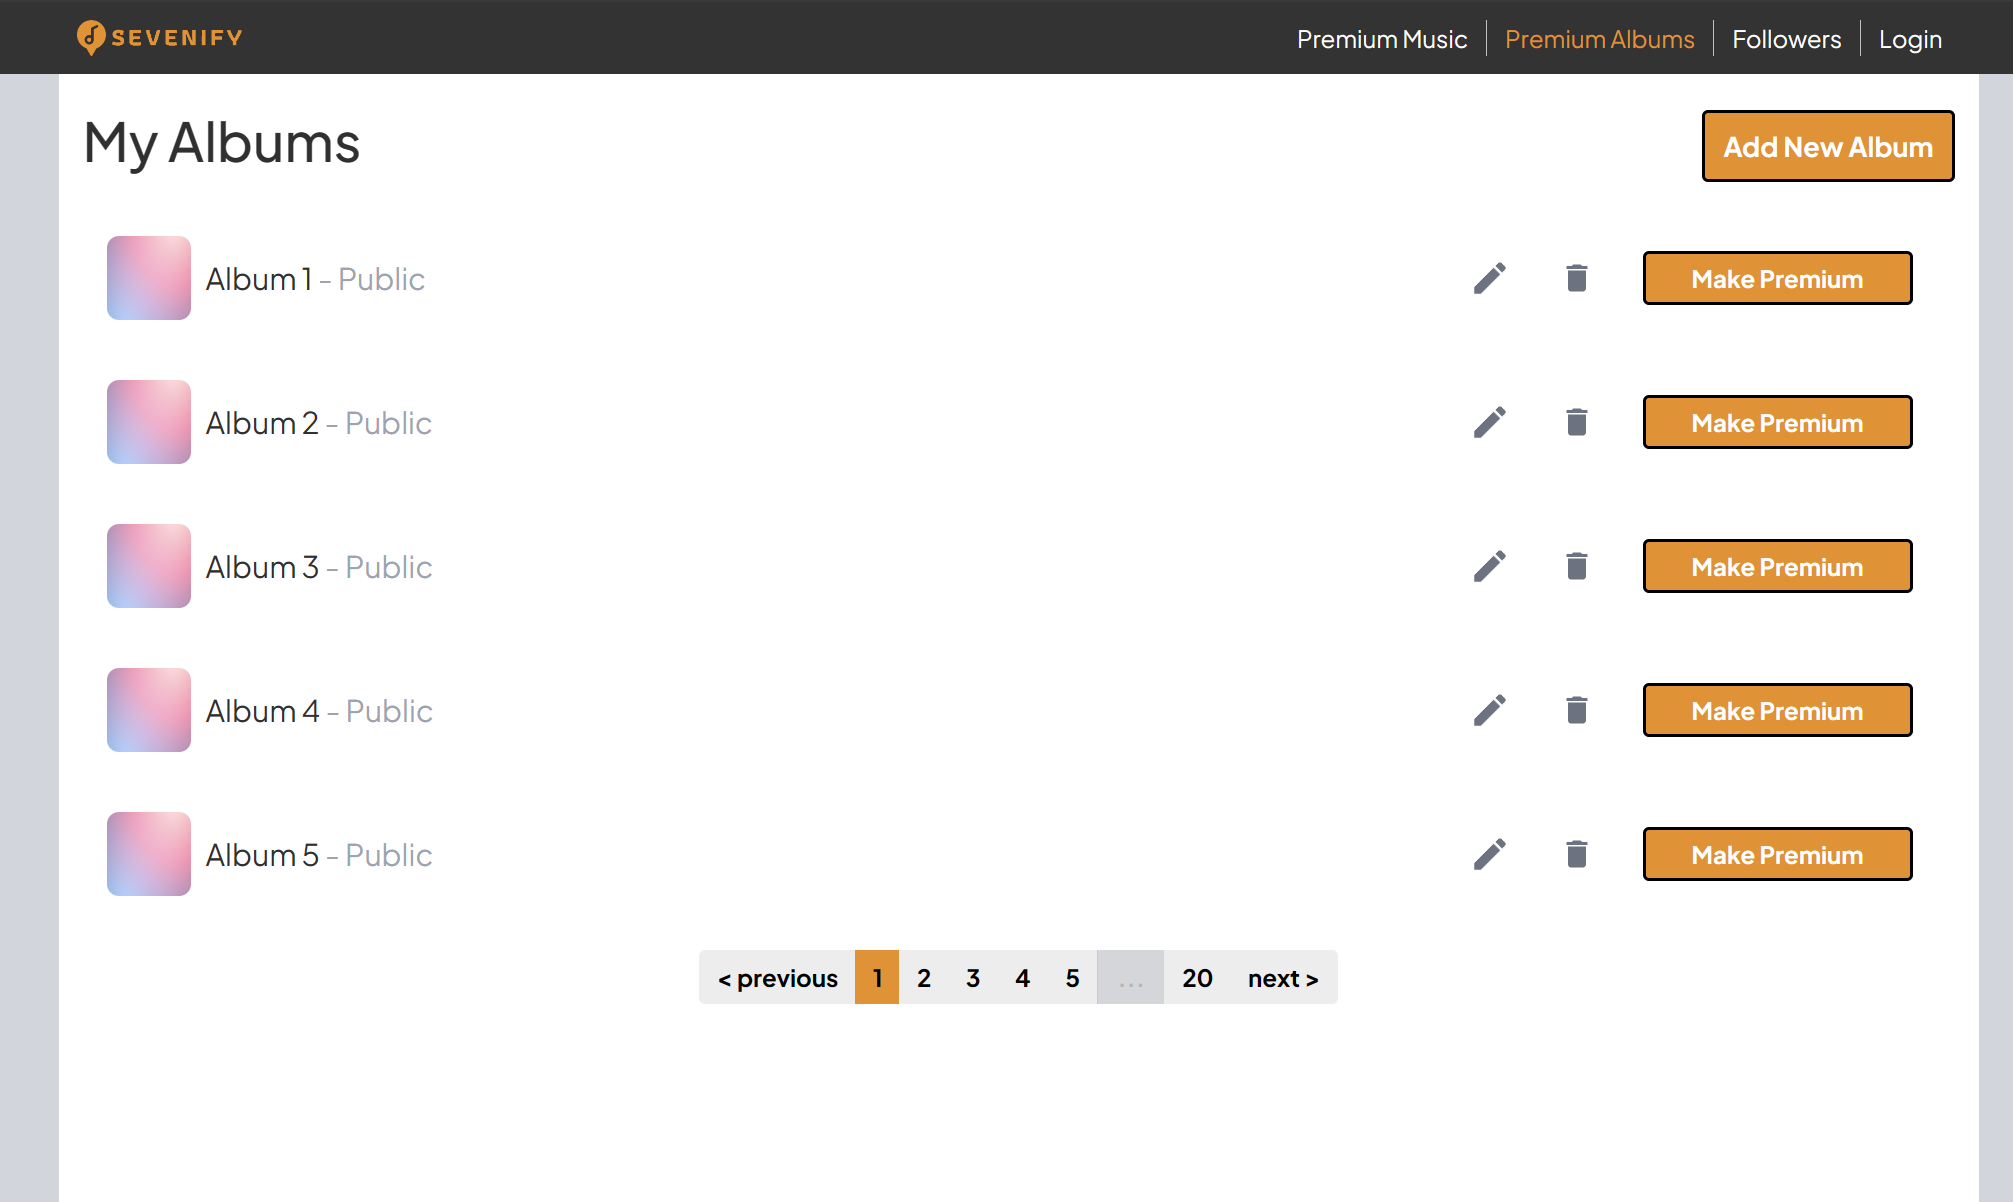 SEVENIFY
Premium Music
Premium Albums
Followers
Login
My Albums
Add New Album
Album 1 - Public
Make Premium
Album 2 - Public
Make Premium
Album 3 - Public
Make Premium
Album 4 - Public
Make Premium
Album 5 - Public
Make Premium
< previous 1 2 3 4 5 ... 20 next >